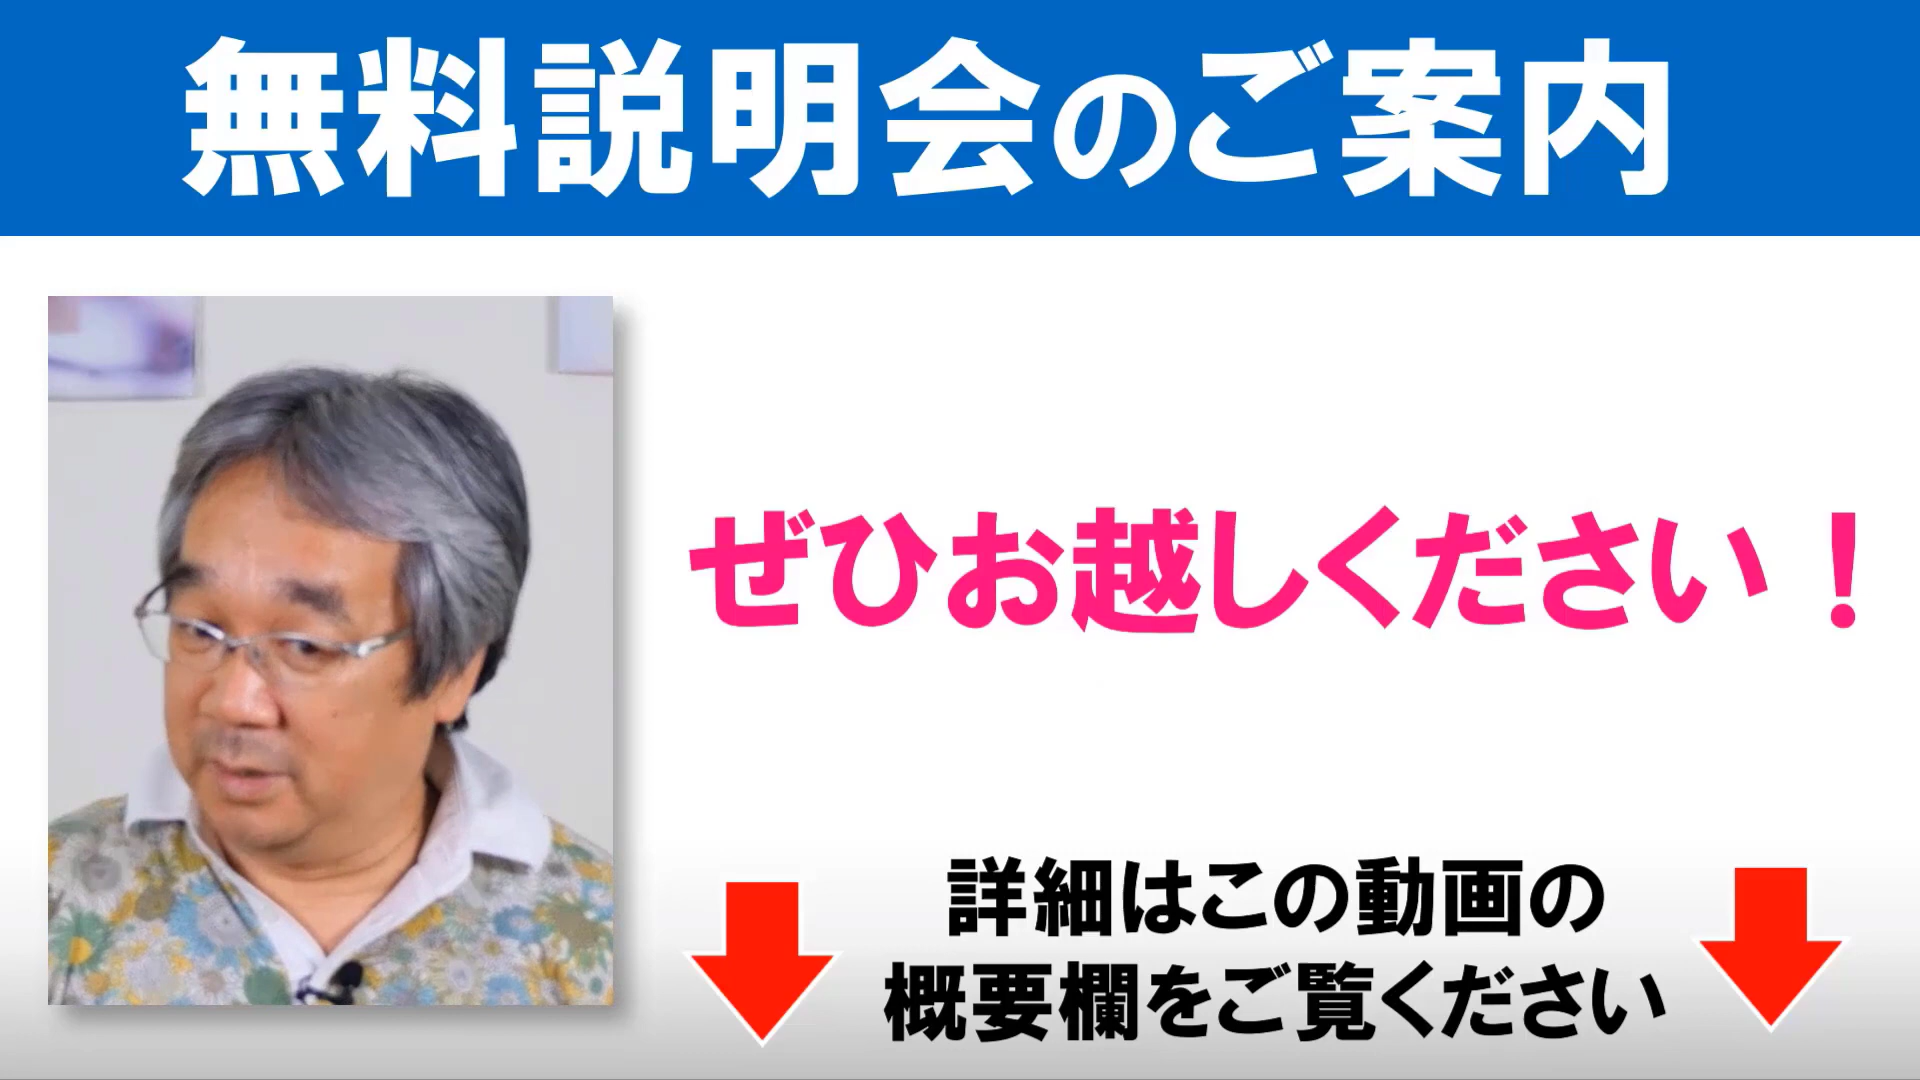 無料説明会のご案内
ぜひお越しください！
詳細はこの動画の
概要欄をご覧ください